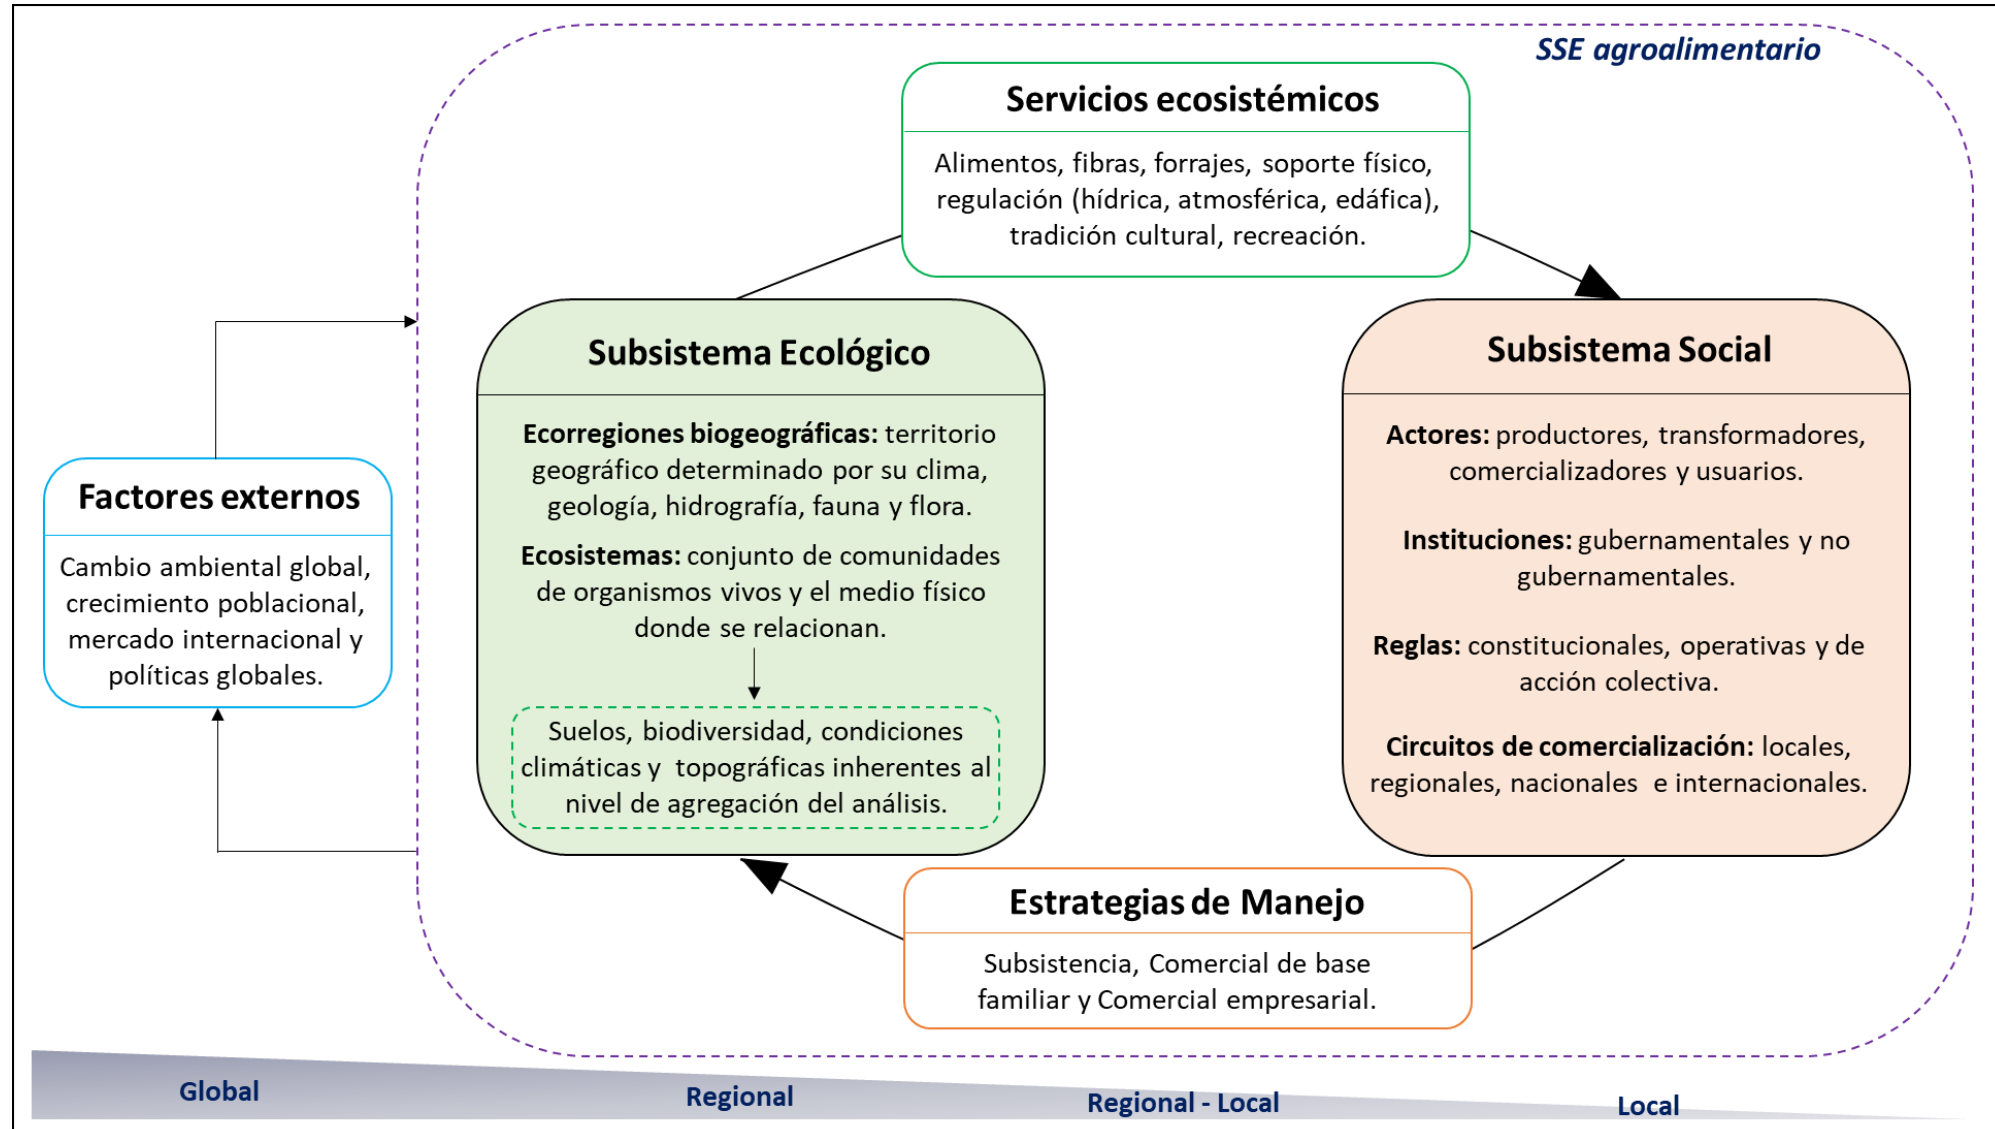 SSE agroalimentario
Servicios ecosistémicos
Alimentos, fibras, forrajes, soporte físico,
regulación (hídrica, atmosférica, edáfica),
tradición cultural, recreación.
Factores externos
Cambio ambiental global,
crecimiento poblacional,
mercado internacional y
políticas globales.
Subsistema Ecológico
Ecorregiones biogeográficas: territorio
geográfico determinado por su clima,
geología, hidrografía, fauna y flora.
Ecosistemas: conjunto de comunidades
de organismos vivos y el medio físico
donde se relacionan.
Suelos, biodiversidad, condiciones
climáticas y topográficas inherentes al
nivel de agregación del análisis.
Subsistema Social
Actores: productores, transformadores,
comercializadores y usuarios.
Instituciones: gubernamentales y no
gubernamentales.
Reglas: constitucionales, operativas y de
acción colectiva.
Circuitos de comercialización: locales,
regionales, nacionales e internacionales.
Estrategias de Manejo
Subsistencia, Comercial de base
familiar y Comercial empresarial.
Global
Regional
Regional - Local
Local